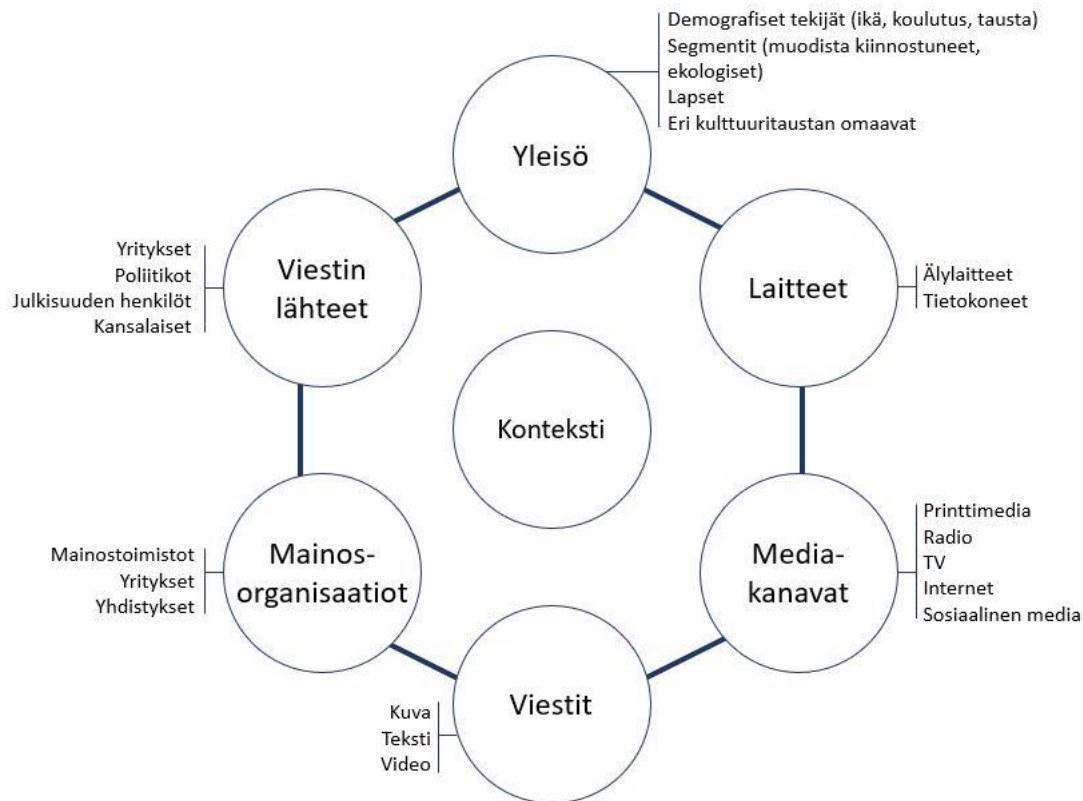 Demografiset tekijät (ikä, koulutus, tausta)
Segmentit (muodista kiinnostuneet,
ekologiset)
Lapset
Eri kulttuuritaustan omaavat
Yleisö
Yritykset
Poliitikot
Julkisuuden henkilöt
Kansalaiset
Viestin
lähteet
Laitteet
Älylaitteet
Tietokoneet
Konteksti
Mainostoimistot
Yritykset
Yhdistykset
Mainos-
organisaatiot
Media-
kanavat
Printtimedia
Radio
TV
Internet
Sosiaalinen media
Kuva
Teksti
Video
Viestit